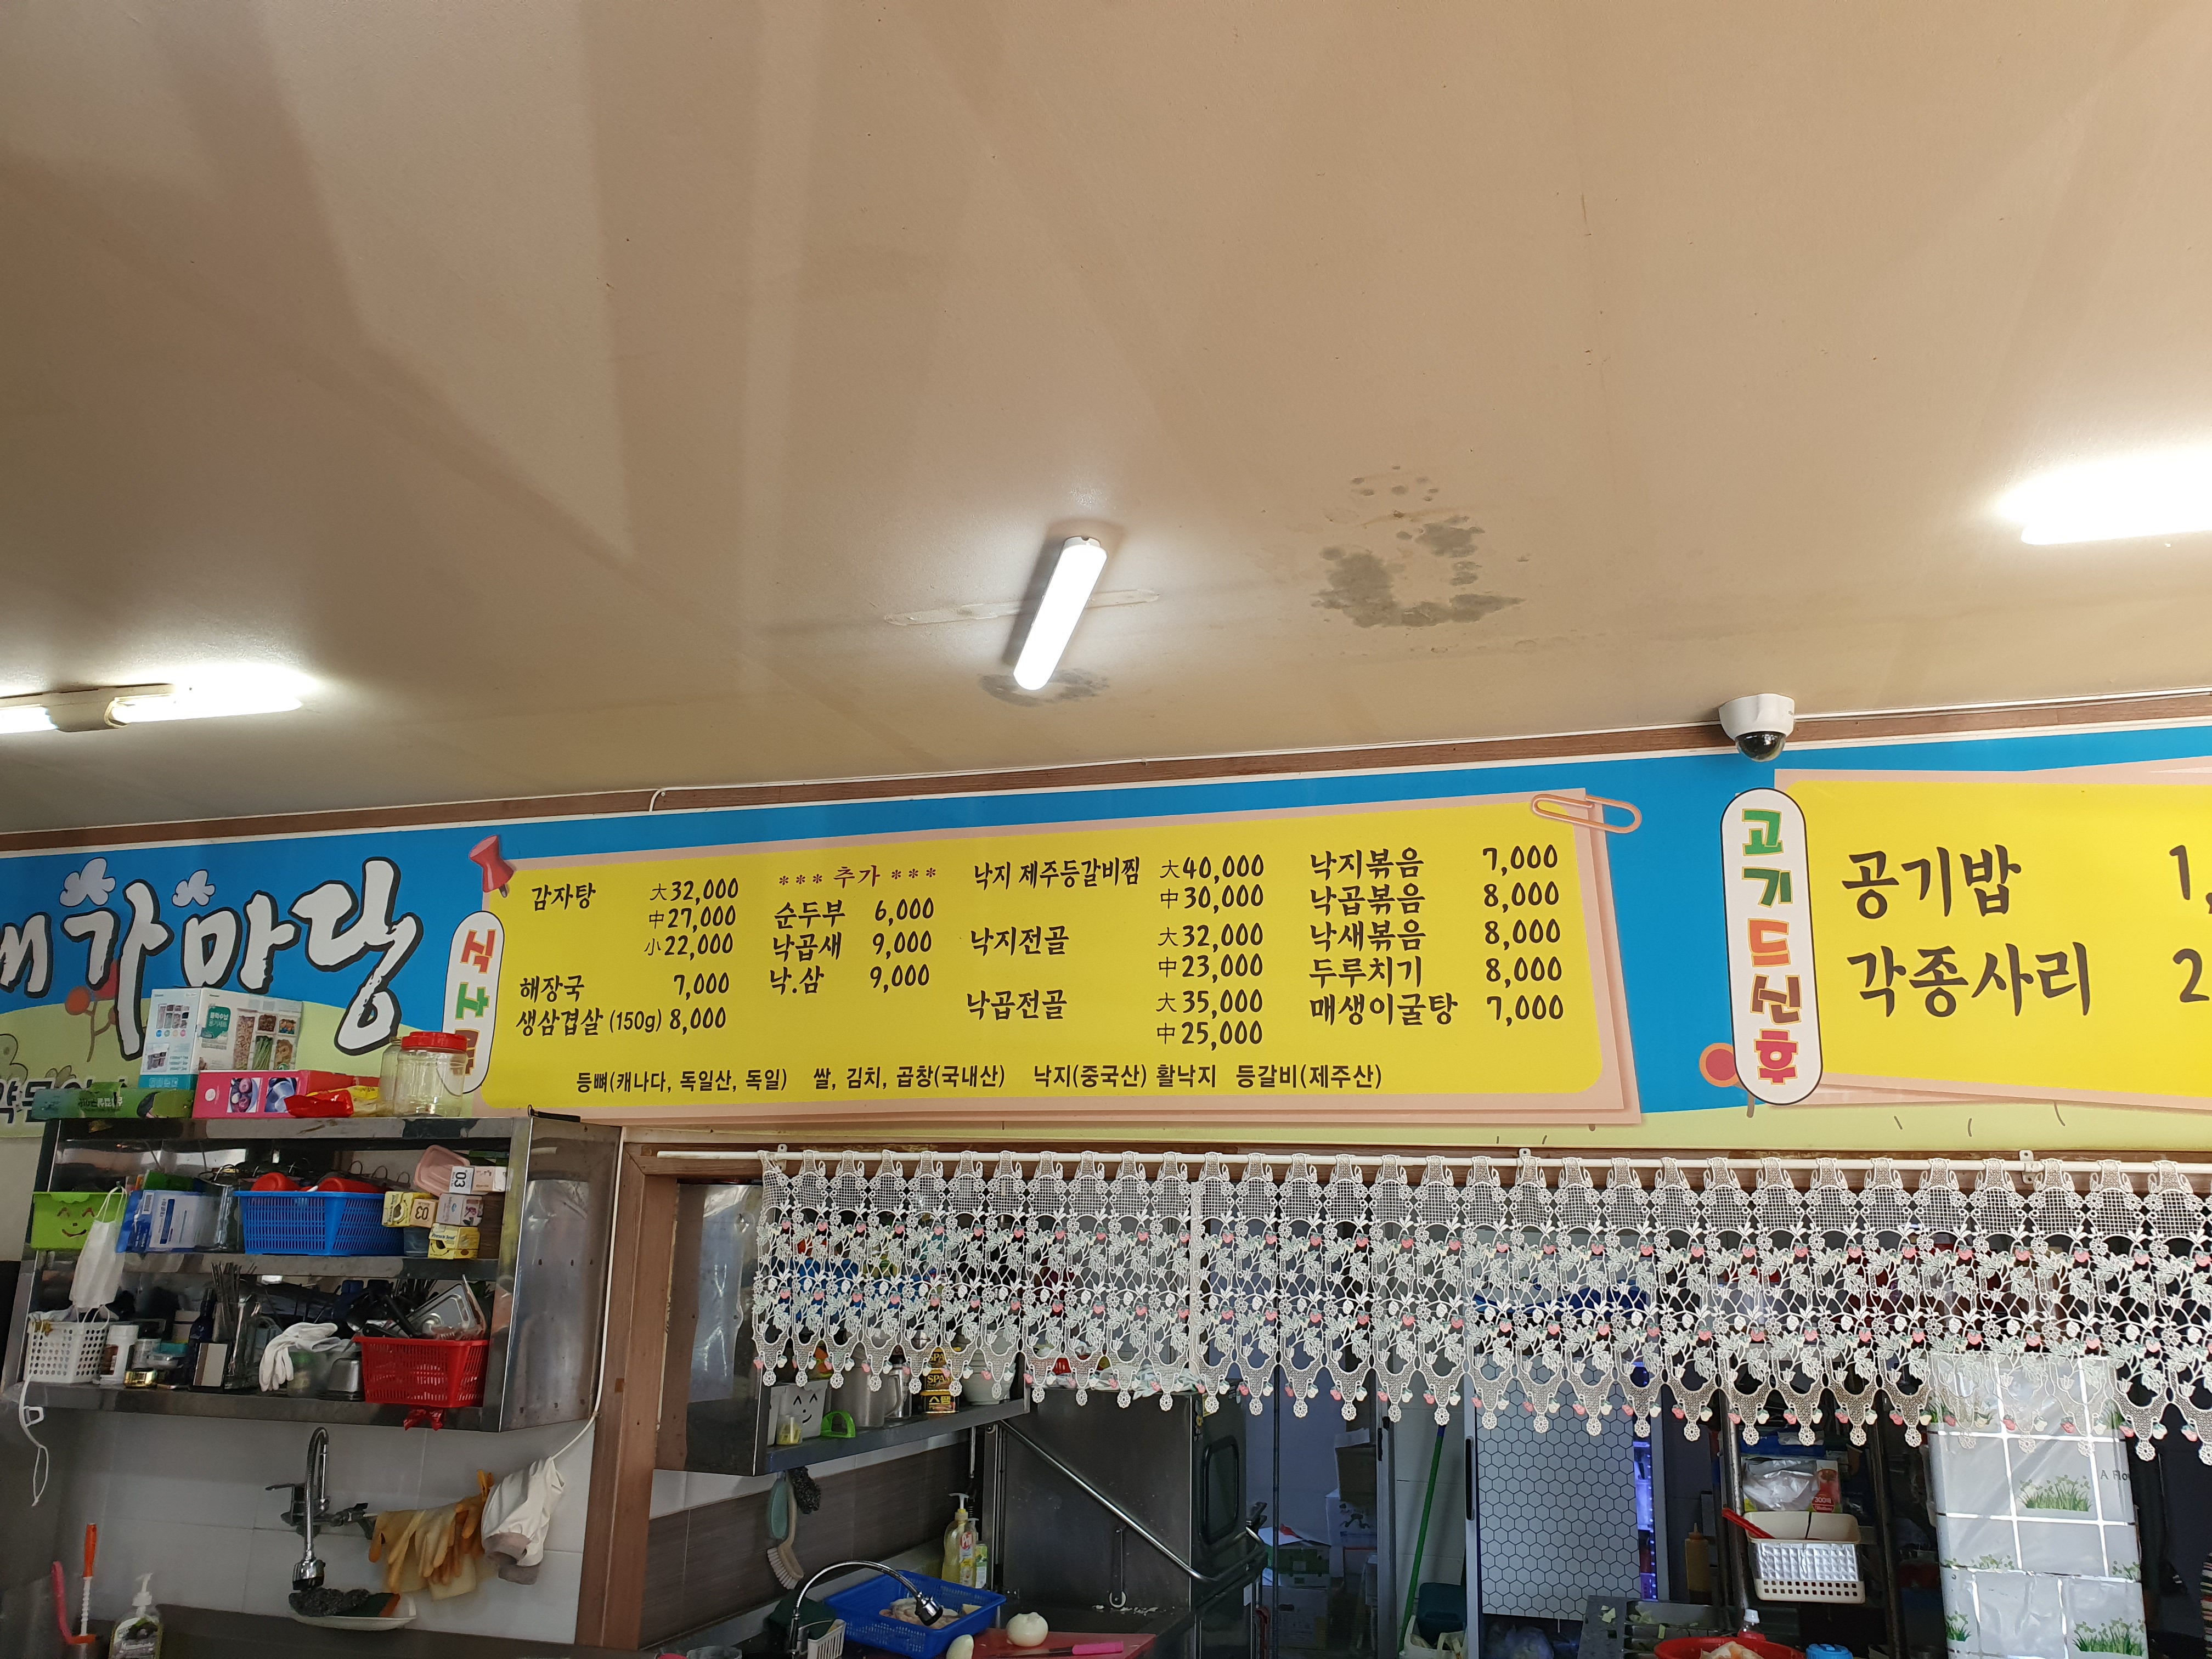 가마당
감자탕 大32,000
中27,000
小22,000
해장국 7,000
생삼겹살 (150g) 8,000
*** 추가 ***
순두부 6,000
낙곱새 9,000
낙.삼 9,000
낙지 제주등갈비찜 大40,000
中30,000
낙지전골 大32,000
中23,000
낙곱전골 大35,000
中25,000
낙지볶음 7,000
낙곱볶음 8,000
낙새볶음 8,000
두루치기 8,000
매생이굴탕 7,000
등뼈(캐나다, 독일산, 독일) 쌀, 김치, 곱창(국내산) 낙지(중국산) 활낙지 등갈비(제주산)
고기드신후
공기밥 1,
각종사리 2
SPA
스팸